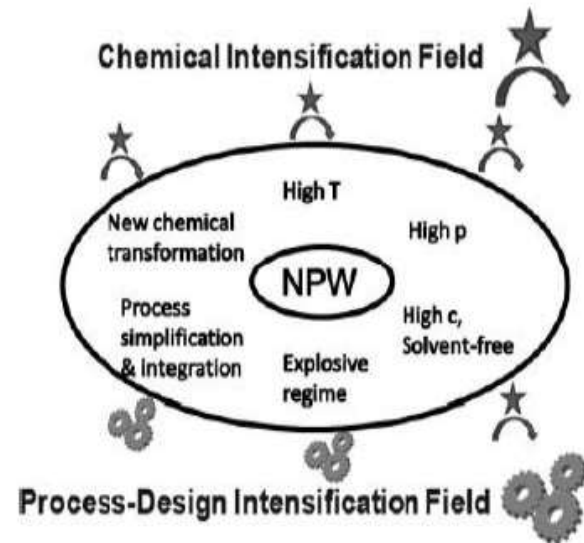 Chemical Intensification Field
High T
New chemical
transformation
High p
NPW
Process
simplification
& integration
High c,
Solvent-free
Explosive
regime
Process-Design Intensification Field